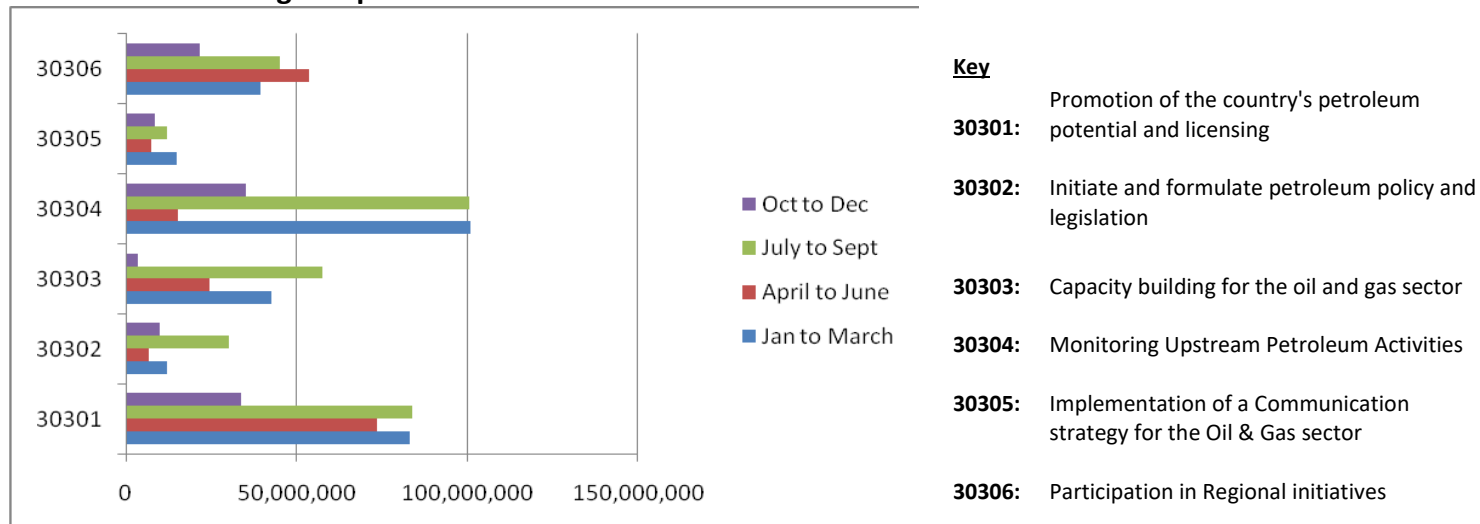 30306
30305
30304
30303
30302
30301
0
50,000,000
100,000,000
150,000,000
Oct to Dec
July to Sept
April to June
Jan to March
Key
30301: Promotion of the country's petroleum
potential and licensing
30302: Initiate and formulate petroleum policy and
legislation
30303: Capacity building for the oil and gas sector
30304: Monitoring Upstream Petroleum Activities
30305: Implementation of a Communication
strategy for the Oil & Gas sector
30306: Participation in Regional initiatives